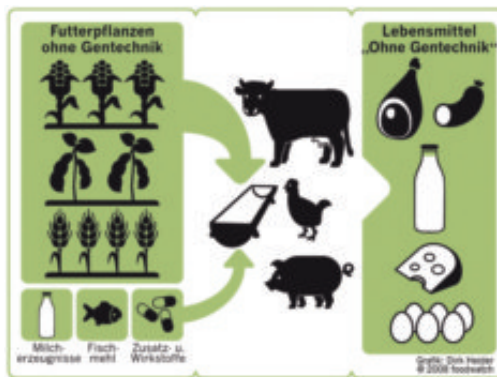 Futterpflanzen
ohne Gentechnik
Lebensmittel
„Ohne Gentechnik“
Milch-
erzeugnisse
Fisch-
mehl
Zusatz- u.
Wirkstoffe
Grafik: Dirk Heider
© 2008 foodwatch